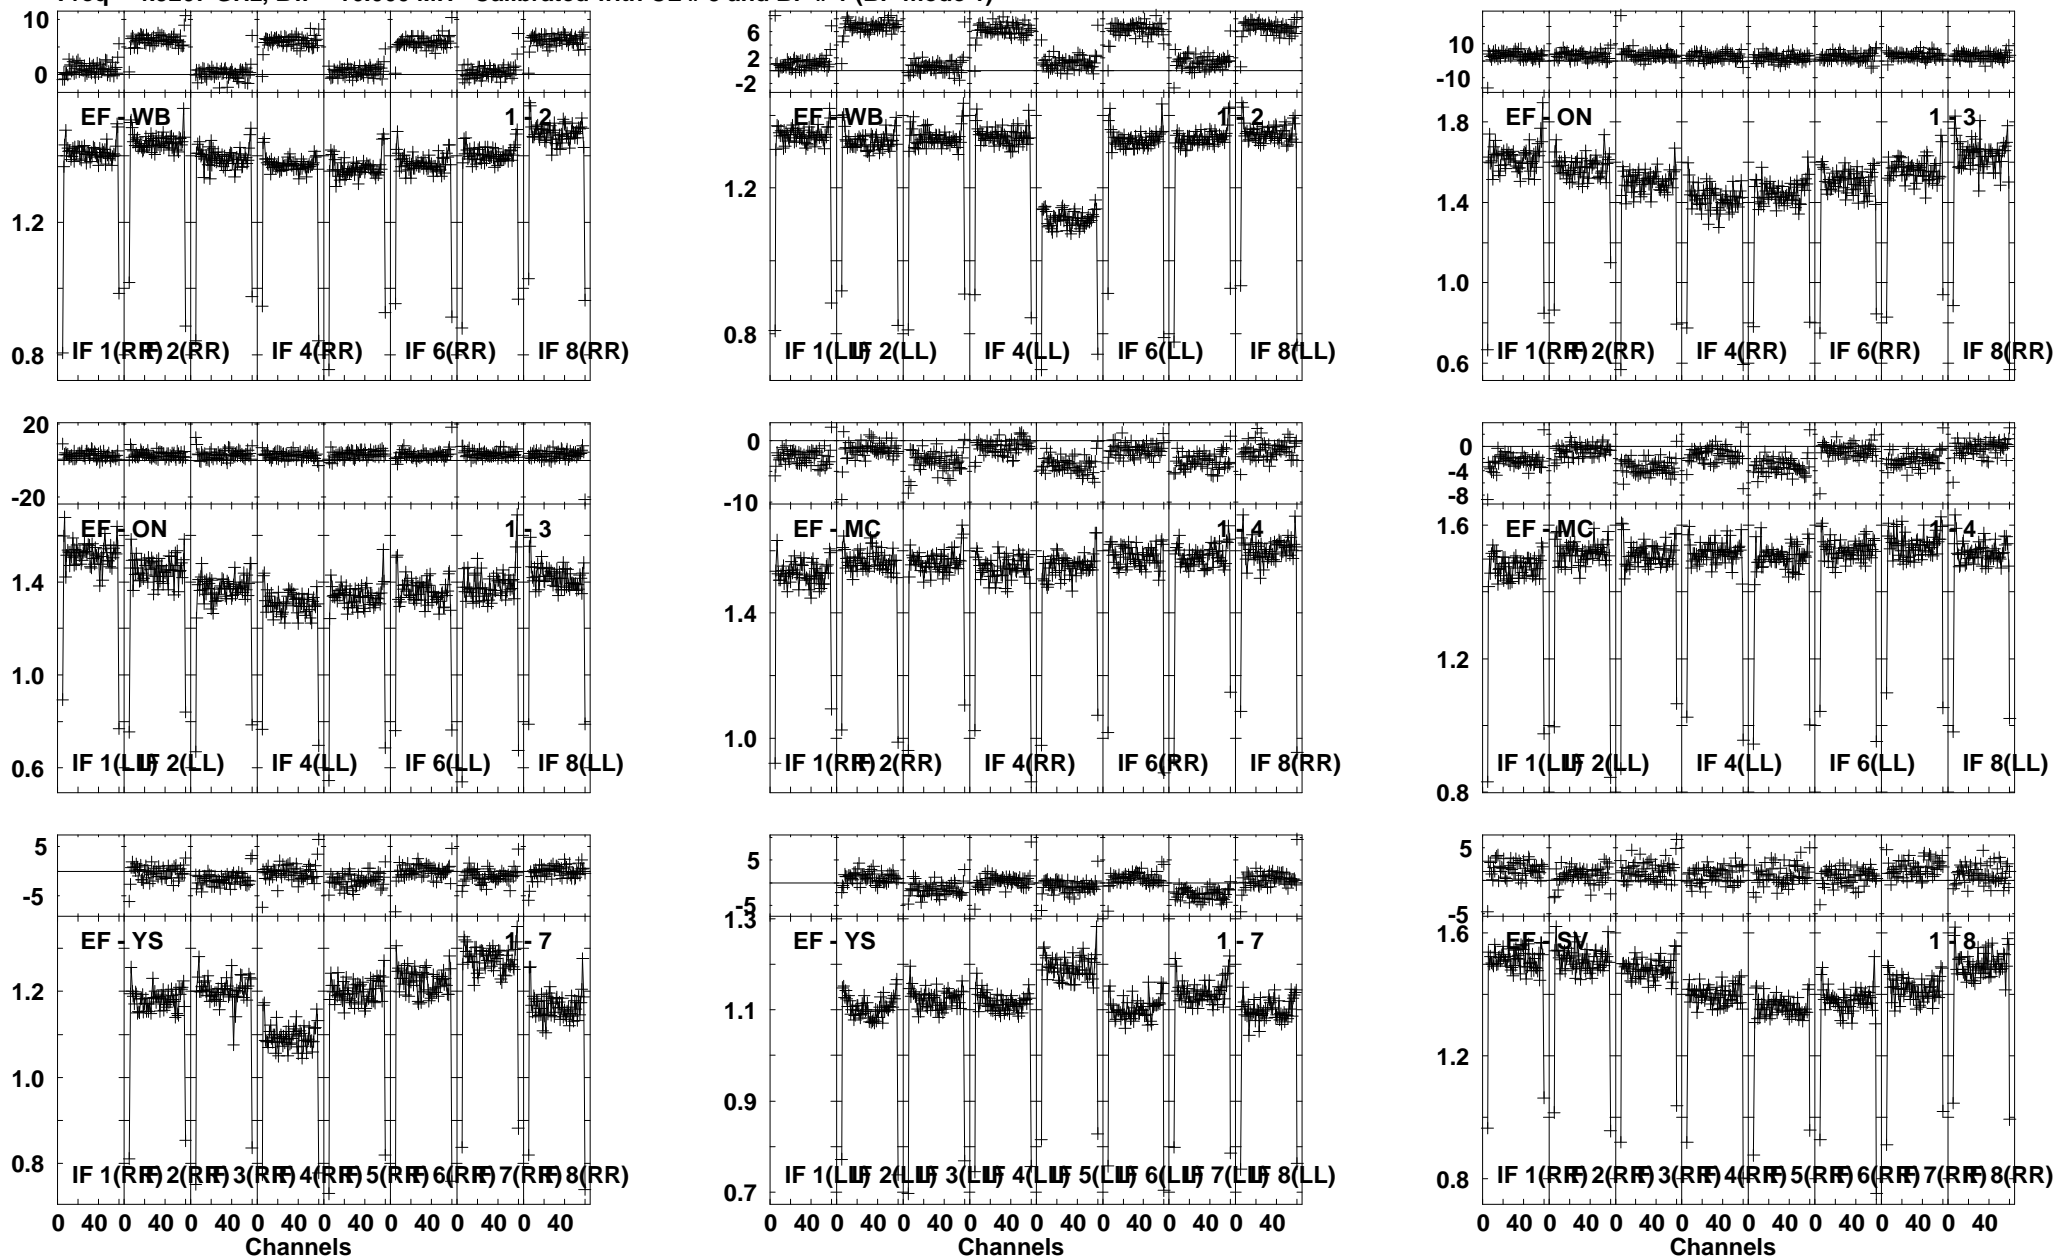 10
0
EF - WB
1 - 2
1.2
0.8
IF 1(RR) IF 2(RR) IF 4(RR) IF 6(RR) IF 8(RR)
6
2
-2
EF - WB
1 - 2
1.2
0.8
IF 1(LL) IF 2(LL) IF 4(LL) IF 6(LL) IF 8(LL)
10
-10
1.8
EF - ON
1 - 3
1.6
1.4
1.0
0.6
IF 1(RR) IF 2(RR) IF 4(RR) IF 6(RR) IF 8(RR)
20
-20
EF - ON
1 - 3
1.4
1.0
0.6
IF 1(LL) IF 2(LL) IF 4(LL) IF 6(LL) IF 8(LL)
0
-10
EF - MC
1 - 4
1.4
1.0
IF 1(RR) IF 2(RR) IF 4(RR) IF 6(RR) IF 8(RR)
0
-4
-8
1.6
EF - MC
1 - 4
1.2
0.8
IF 1(LL) IF 2(LL) IF 4(LL) IF 6(LL) IF 8(LL)
5
-5
EF - YS
1 - 7
1.2
1.0
0.8
IF 1(RR) IF 2(RR) IF 3(RR) IF 4(RR) IF 5(RR) IF 6(RR) IF 7(RR) IF 8(RR)
0 40 0 40 0 40 0 40 0 40 0 40 0 40 0 40
Channels
5
-5
1.3
EF - YS
1 - 7
1.1
0.9
0.7
IF 1(LL) IF 2(LL) IF 3(LL) IF 4(LL) IF 5(LL) IF 6(LL) IF 7(LL) IF 8(LL)
0 40 0 40 0 40 0 40 0 40 0 40 0 40 0 40
Channels
5
-5
1.6
EF - SV
1 - 8
1.2
0.8
IF 1(RR) IF 2(RR) IF 3(RR) IF 4(RR) IF 5(RR) IF 6(RR) IF 7(RR) IF 8(RR)
0 40 0 40 0 40 0 40 0 40 0 40 0 40 0 40
Channels